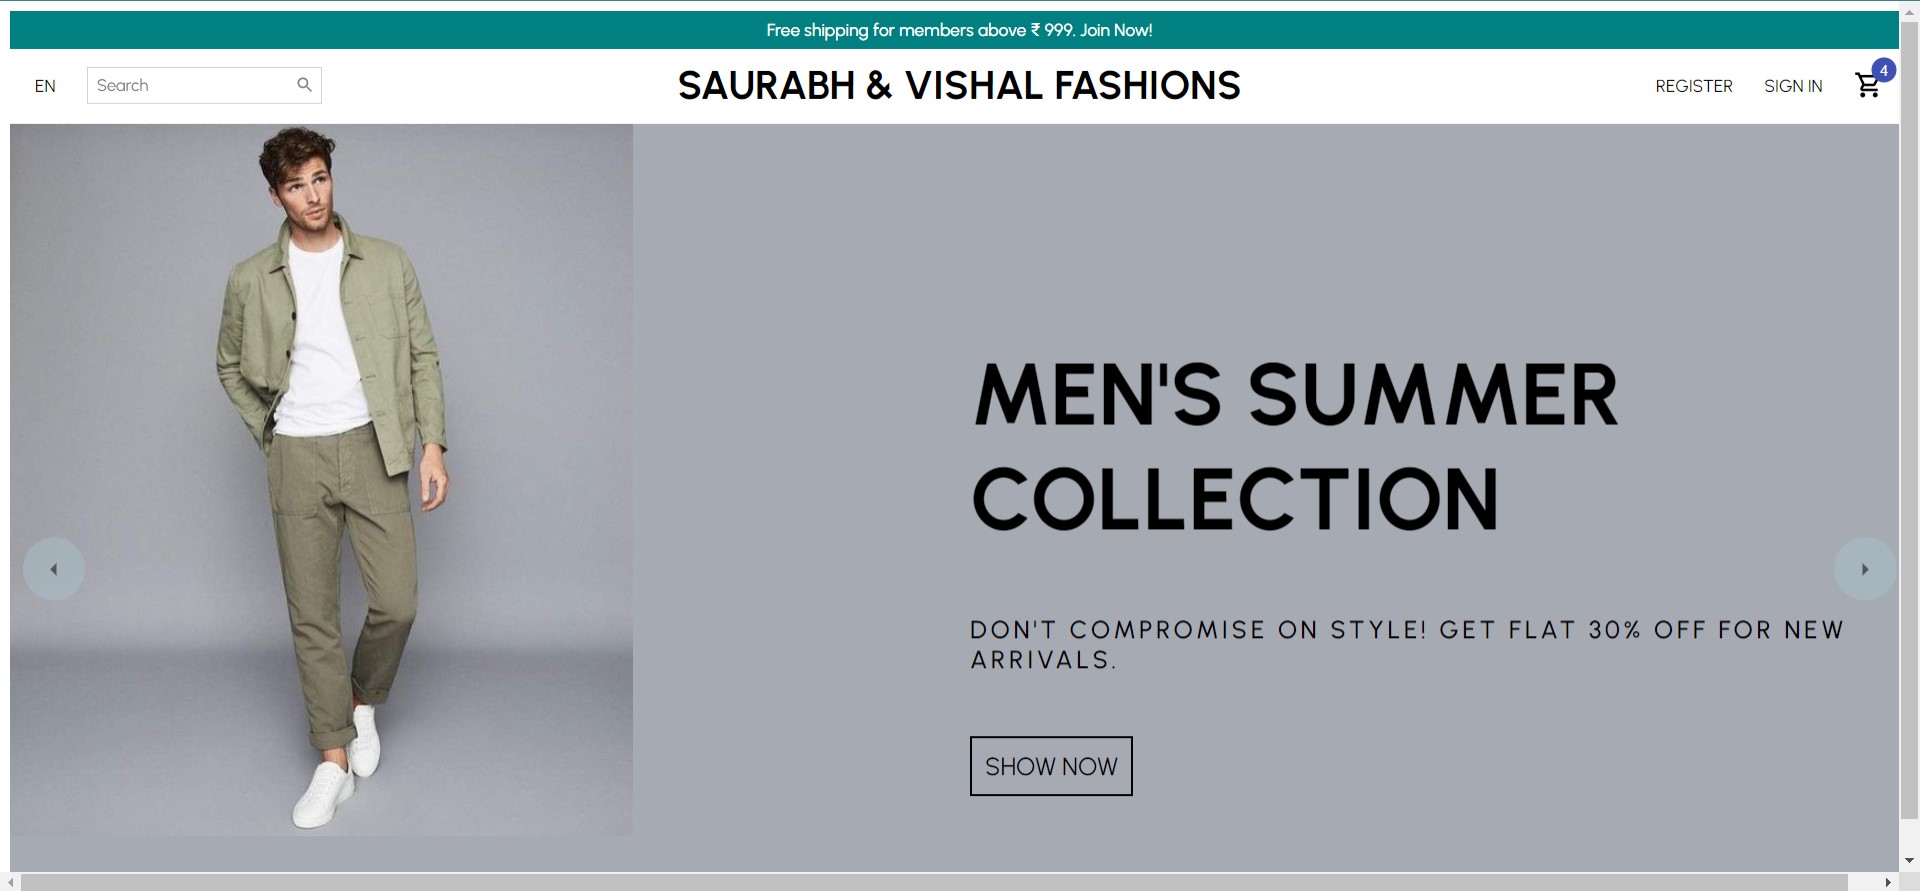 Free shipping for members above ₹ 999. Join Now!
EN
Search
SAURABH & VISHAL FASHIONS
REGISTER
SIGN IN
4
MEN'S SUMMER
COLLECTION
DON'T COMPROMISE ON STYLE! GET FLAT 30% OFF FOR NEW
ARRIVALS.
SHOW NOW